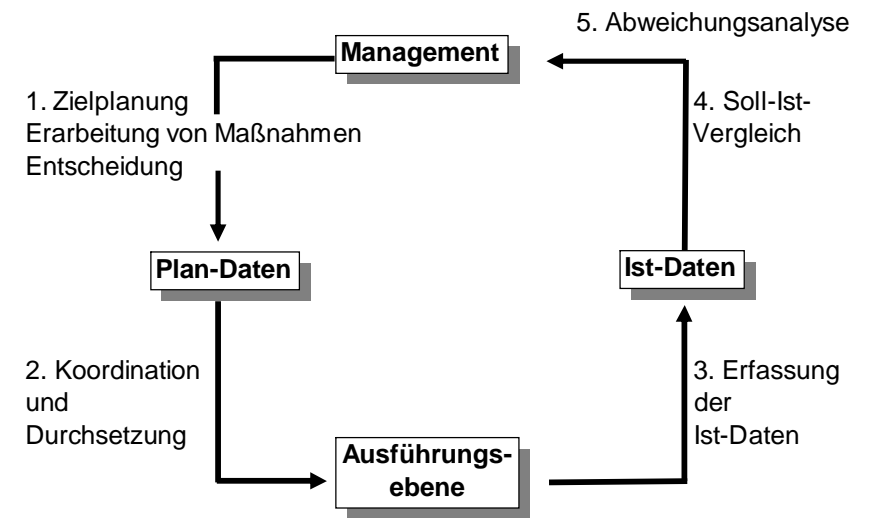 5. Abweichungsanalyse
Management
1. Zielplanung
Erarbeitung von Maßnahmen
Entscheidung
4. Soll-Ist-
Vergleich
Plan-Daten
Ist-Daten
2. Koordination
und
Durchsetzung
3. Erfassung
der
Ist-Daten
Ausführungs-
ebene